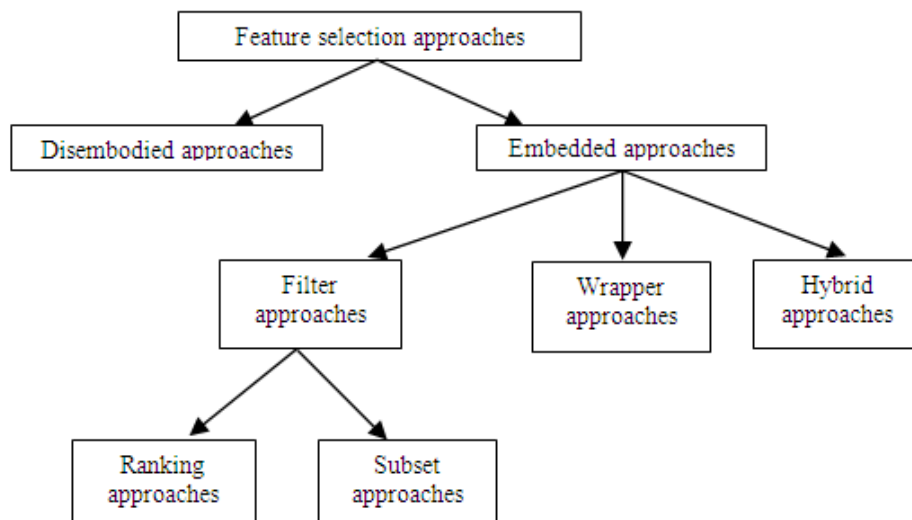 Feature selection approaches
Disembodied approaches
Embedded approaches
Filter
approaches
Wrapper
approaches
Hybrid
approaches
Ranking
approaches
Subset
approaches